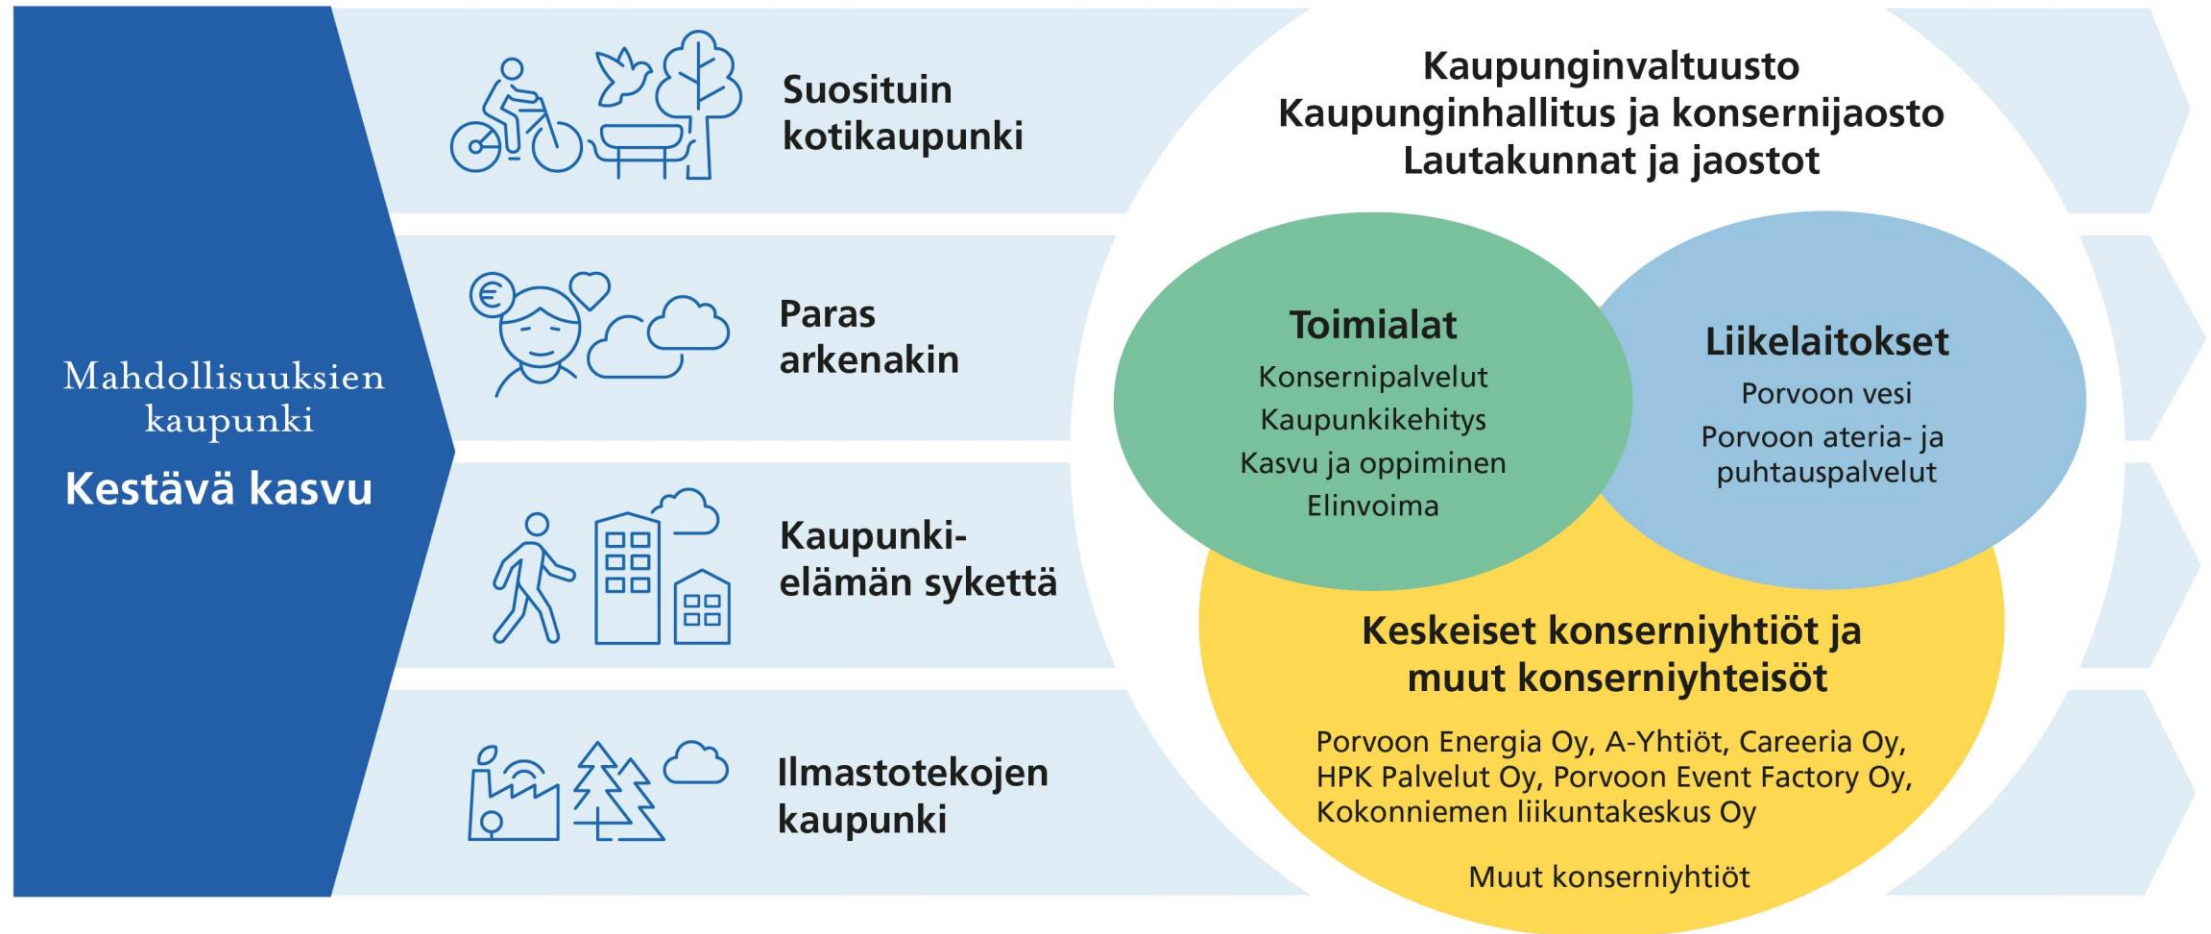 Mahdollisuuksien
kaupunki
Kestävä kasvu
Suosituin
kotikaupunki
Paras
arkenakin
Kaupunki-
elämän sykettä
Ilmastotekojen
kaupunki
Kaupunginvaltuusto
Kaupunginhallitus ja konsernijaosto
Lautakunnat ja jaostot
Toimialat
Konsernipalvelut
Kaupunkikehitys
Kasvu ja oppiminen
Elinvoima
Liikelaitokset
Porvoon vesi
Porvoon ateria- ja
puhtauspalvelut
Keskeiset konserniyhtiöt ja
muut konserniyhteisöt
Porvoon Energia Oy, A-Yhtiöt, Careeria Oy,
HPK Palvelut Oy, Porvoon Event Factory Oy,
Kokonniemen liikuntakeskus Oy
Muut konserniyhtiöt